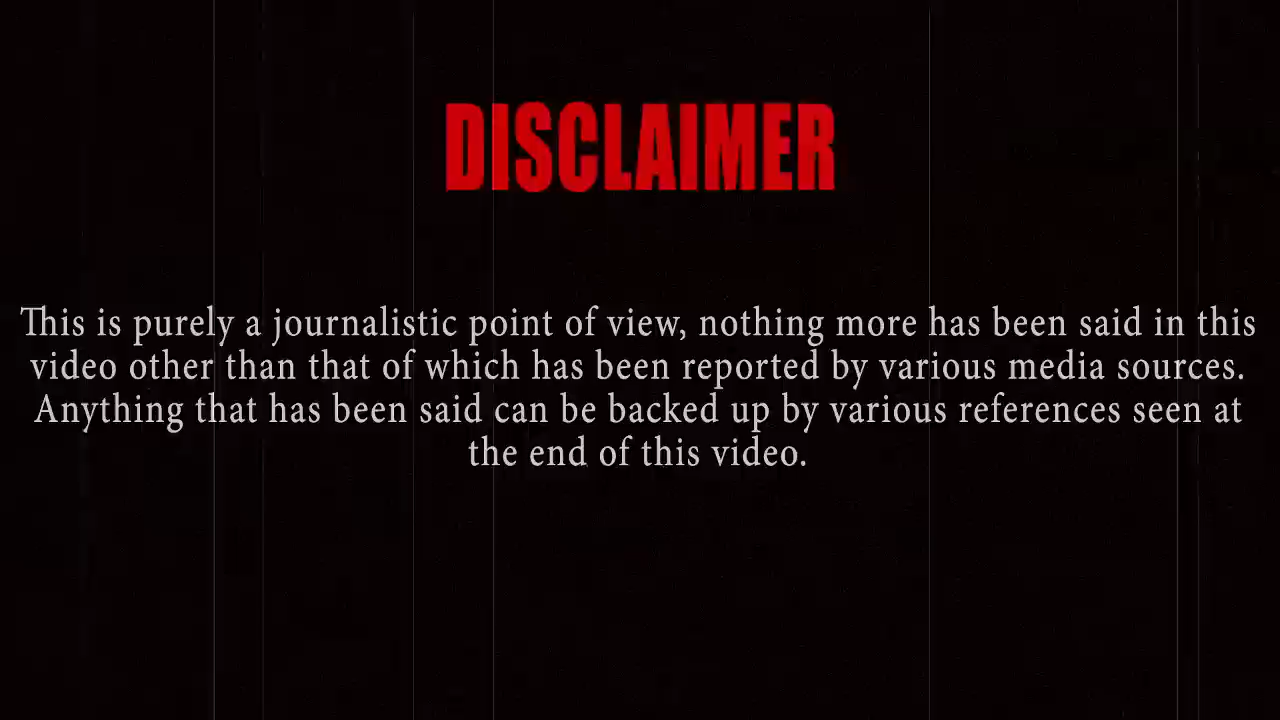 DISCLAIMER
This is purely a journalistic point of view, nothing more has been said in this
video other than that of which has been reported by various media sources.
Anything that has been said can be backed up by various references seen at
the end of this video.